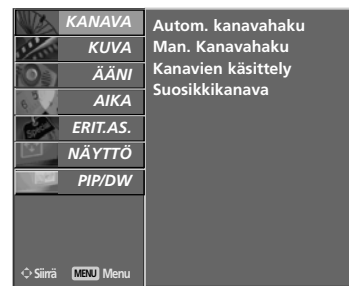 KANAVA
KUVA
ÄÄNI
AIKA
ERIT.AS.
NÄYTTÖ
PIP/DW
Siirrä MENU Menu
Autom. kanavahaku
Man. Kanavahaku
Kanavien käsittely
Suosikkikanava